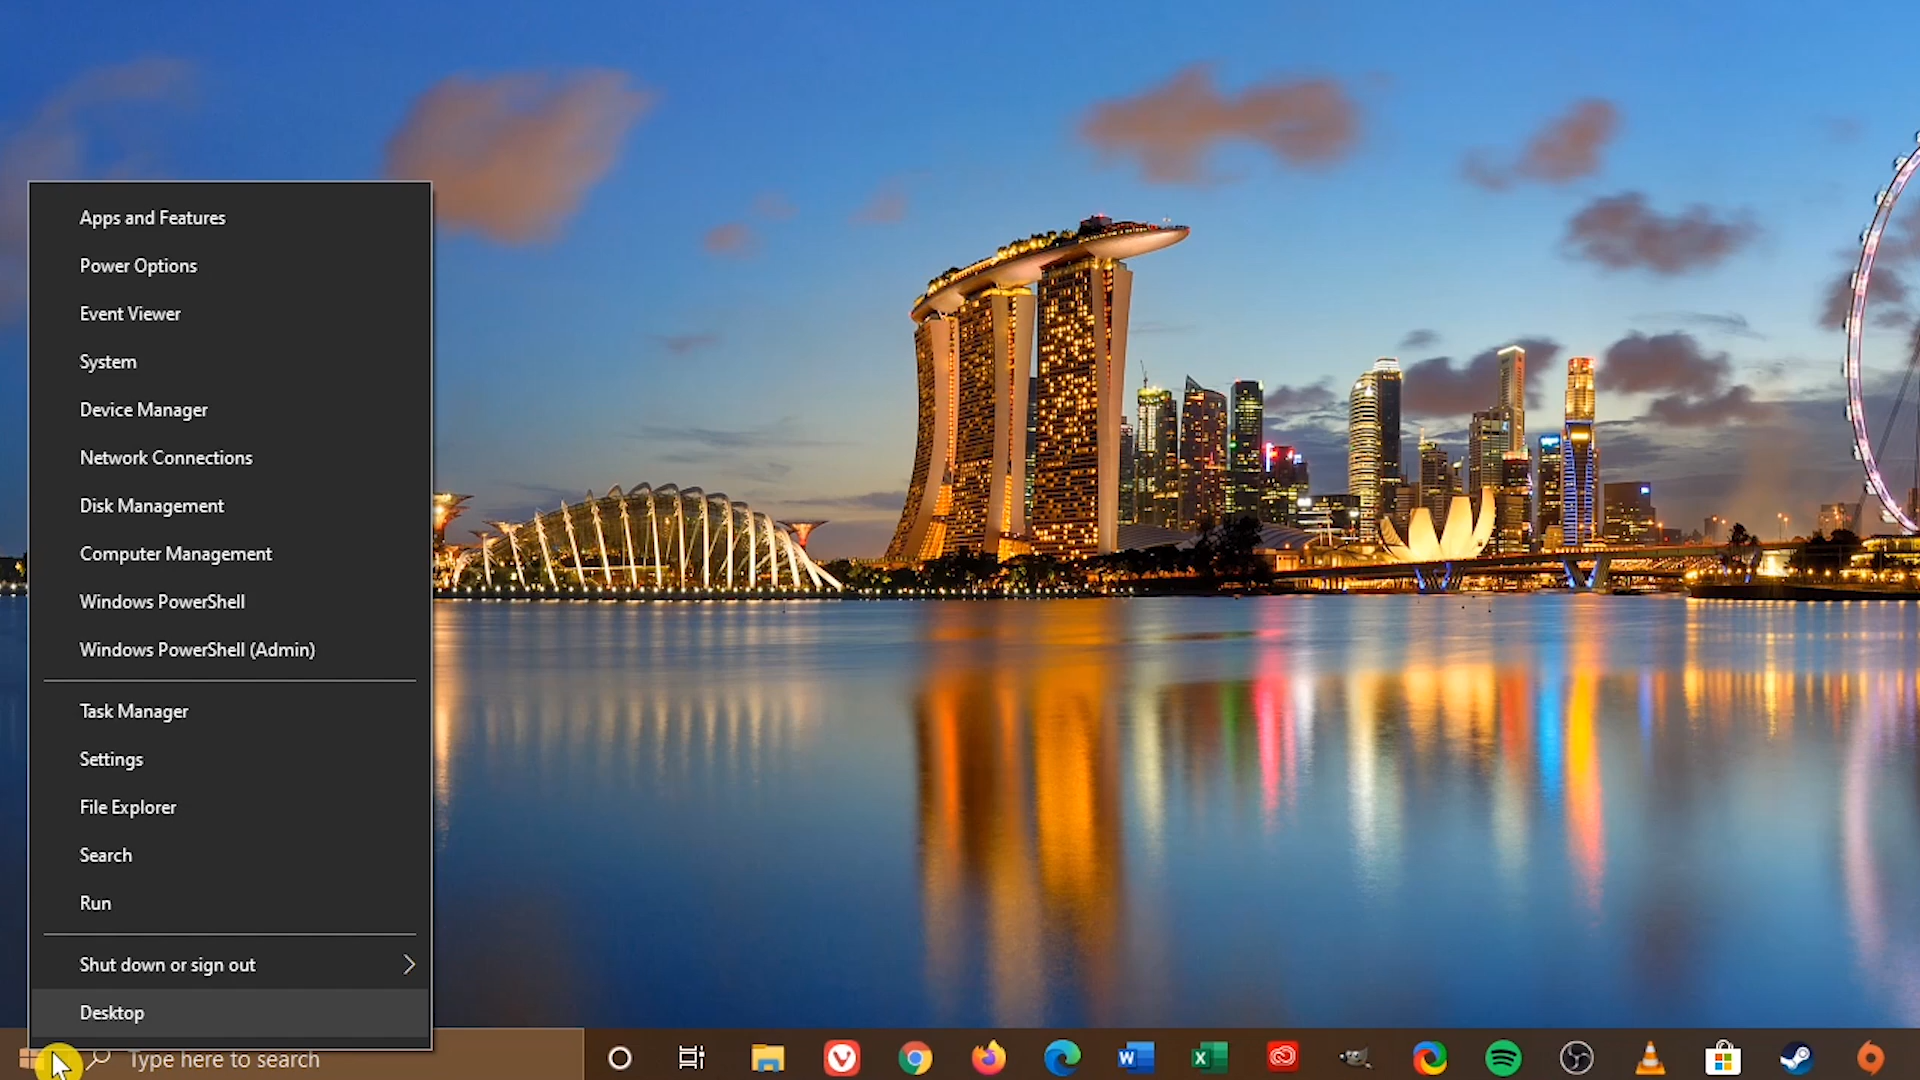 Apps and Features
Power Options
Event Viewer
System
Device Manager
Network Connections
Disk Management
Computer Management
Windows PowerShell
Windows PowerShell (Admin)
Task Manager
Settings
File Explorer
Search
Run
Shut down or sign out
Desktop
Type here to search